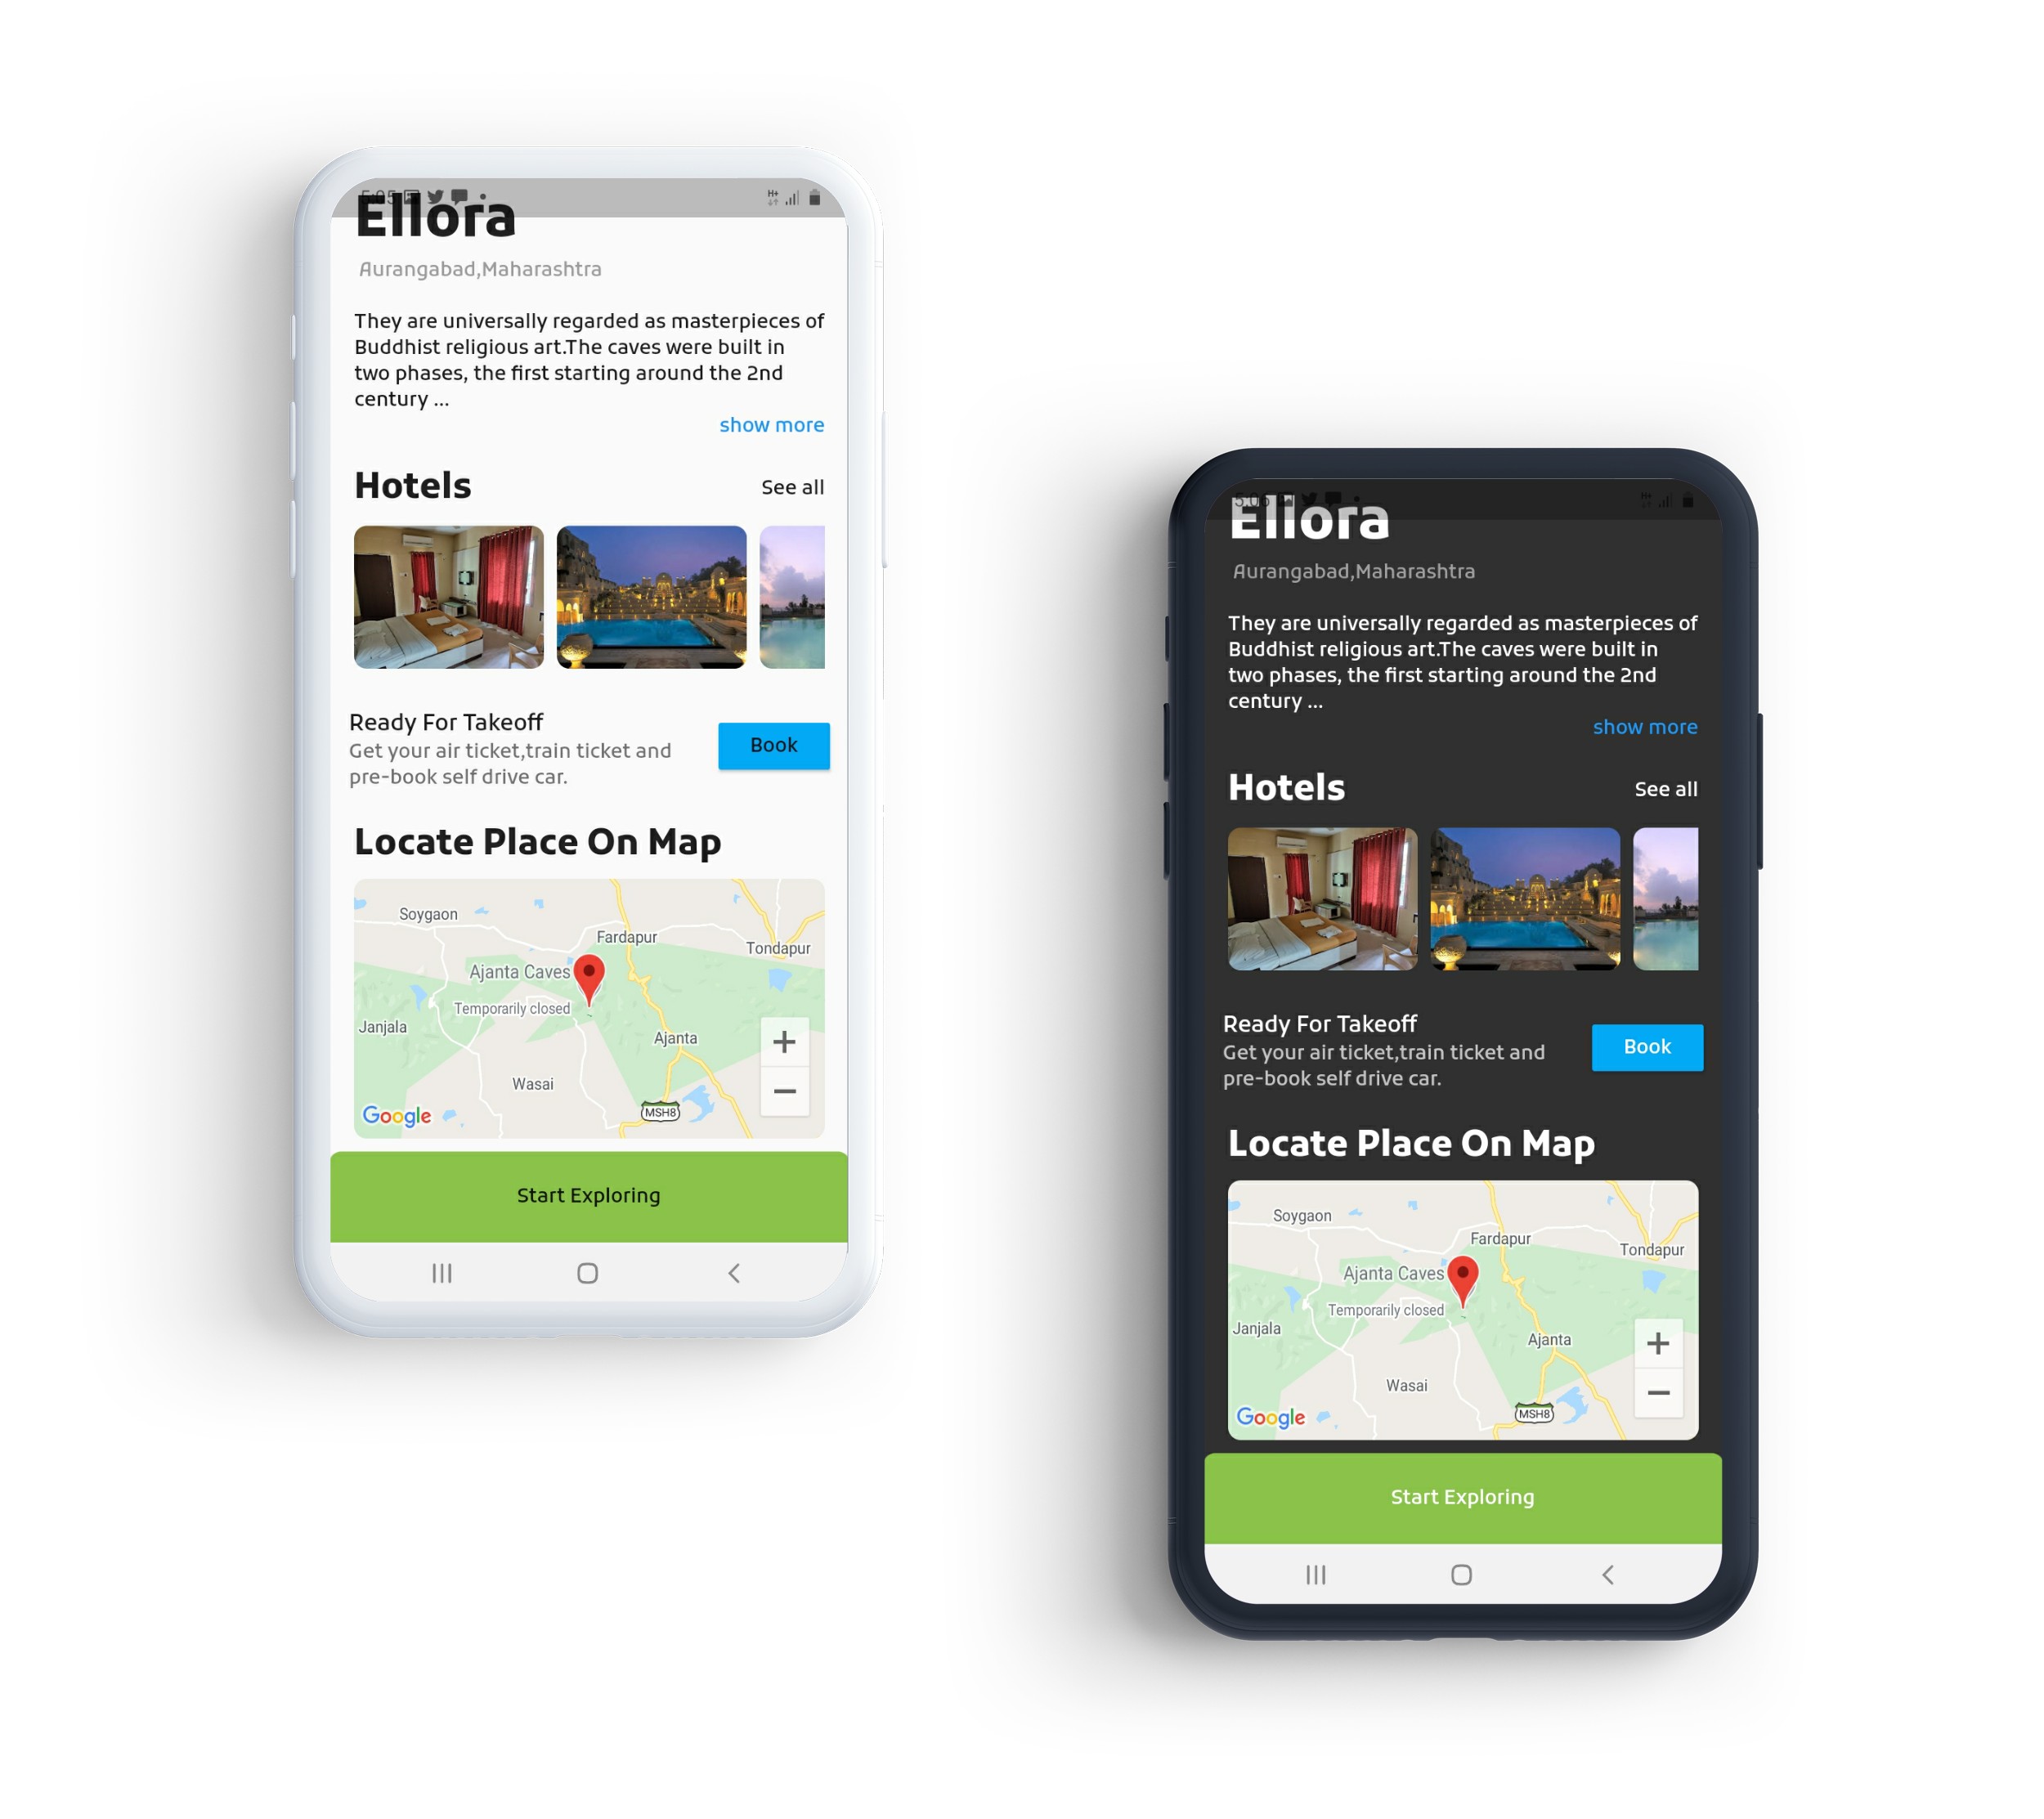 5:05
H+
Ellora
Aurangabad,Maharashtra
They are universally regarded as masterpieces of
Buddhist religious art.The caves were built in
two phases, the first starting around the 2nd
century ...
show more
Hotels
See all
Ready For Takeoff
Get your air ticket,train ticket and
pre-book self drive car.
Book
Locate Place On Map
Soygaon
Fardapur
Tondapur
Ajanta Caves
Temporarily closed
Janjala
Ajanta
Wasai
MSH8
Google
Start Exploring
5:06
H+
Ellora
Aurangabad,Maharashtra
They are universally regarded as masterpieces of
Buddhist religious art.The caves were built in
two phases, the first starting around the 2nd
century ...
show more
Hotels
See all
Ready For Takeoff
Get your air ticket,train ticket and
pre-book self drive car.
Book
Locate Place On Map
Soygaon
Fardapur
Tondapur
Ajanta Caves
Temporarily closed
Janjala
Ajanta
Wasai
MSH8
Google
Start Exploring